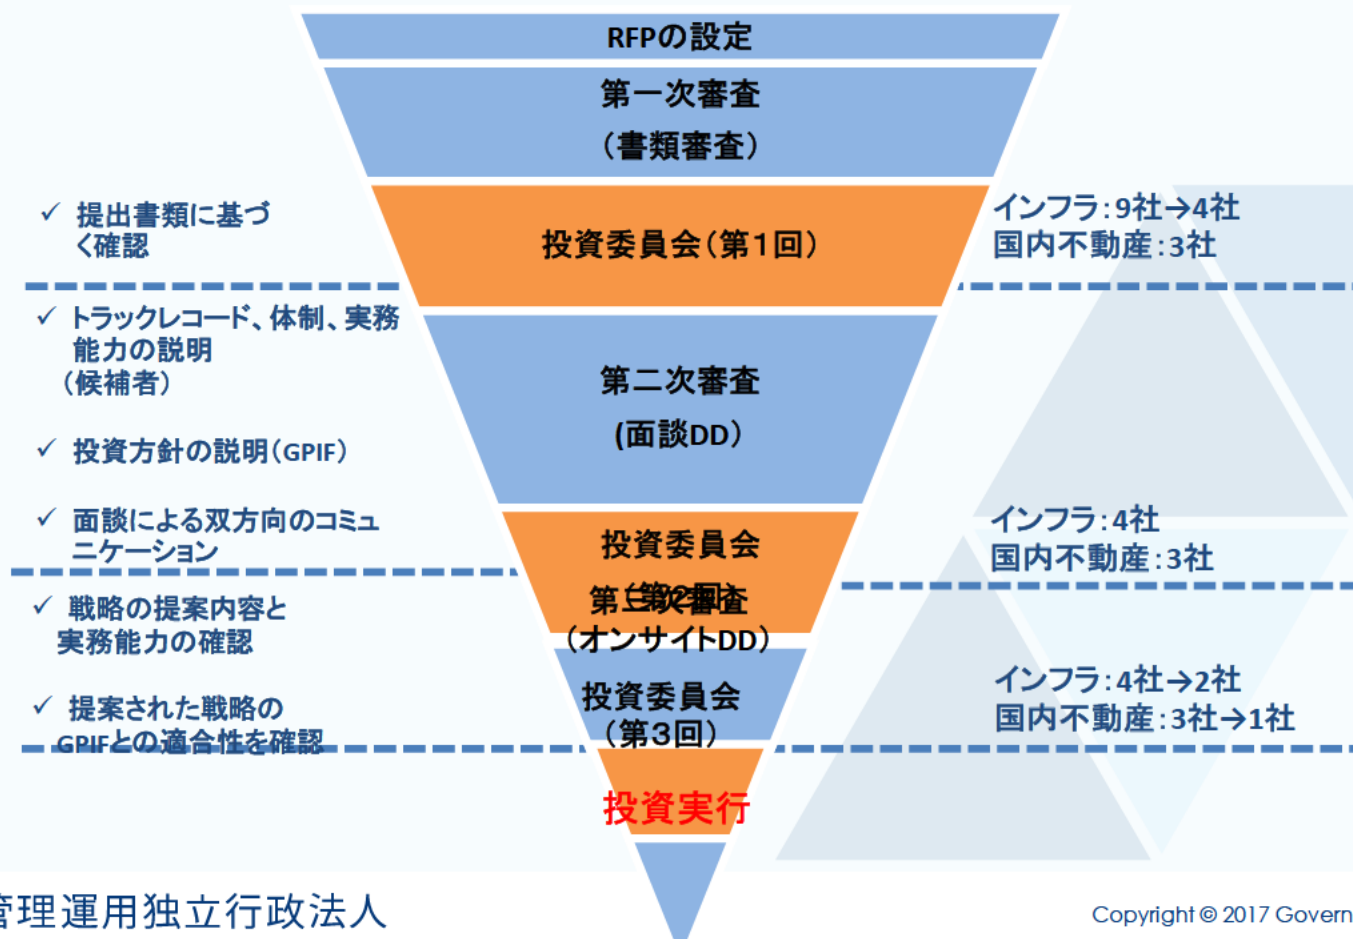 RFPの設定
第一次審査
（書類審査）
✓ 提出書類に基づ
く確認
投資委員会（第１回）
インフラ：9社→4社
国内不動産：3社
✓ トラックレコード、体制、実務
能力の説明
（候補者）
✓ 投資方針の説明（GPIF）
✓ 面談による双方向のコミュ
ニケーション
第二次審査
(面談DD）
投資委員会
（第2回）
インフラ：4社
国内不動産：3社
✓ 戦略の提案内容と
実務能力の確認
✓ 提案された戦略の
GPIFとの適合性を確認
第三次審査
（オンサイトDD）
投資委員会
（第３回）
インフラ：4社→2社
国内不動産：3社→1社
投資実行
管理運用独立行政法人
Copyright © 2017 Govern